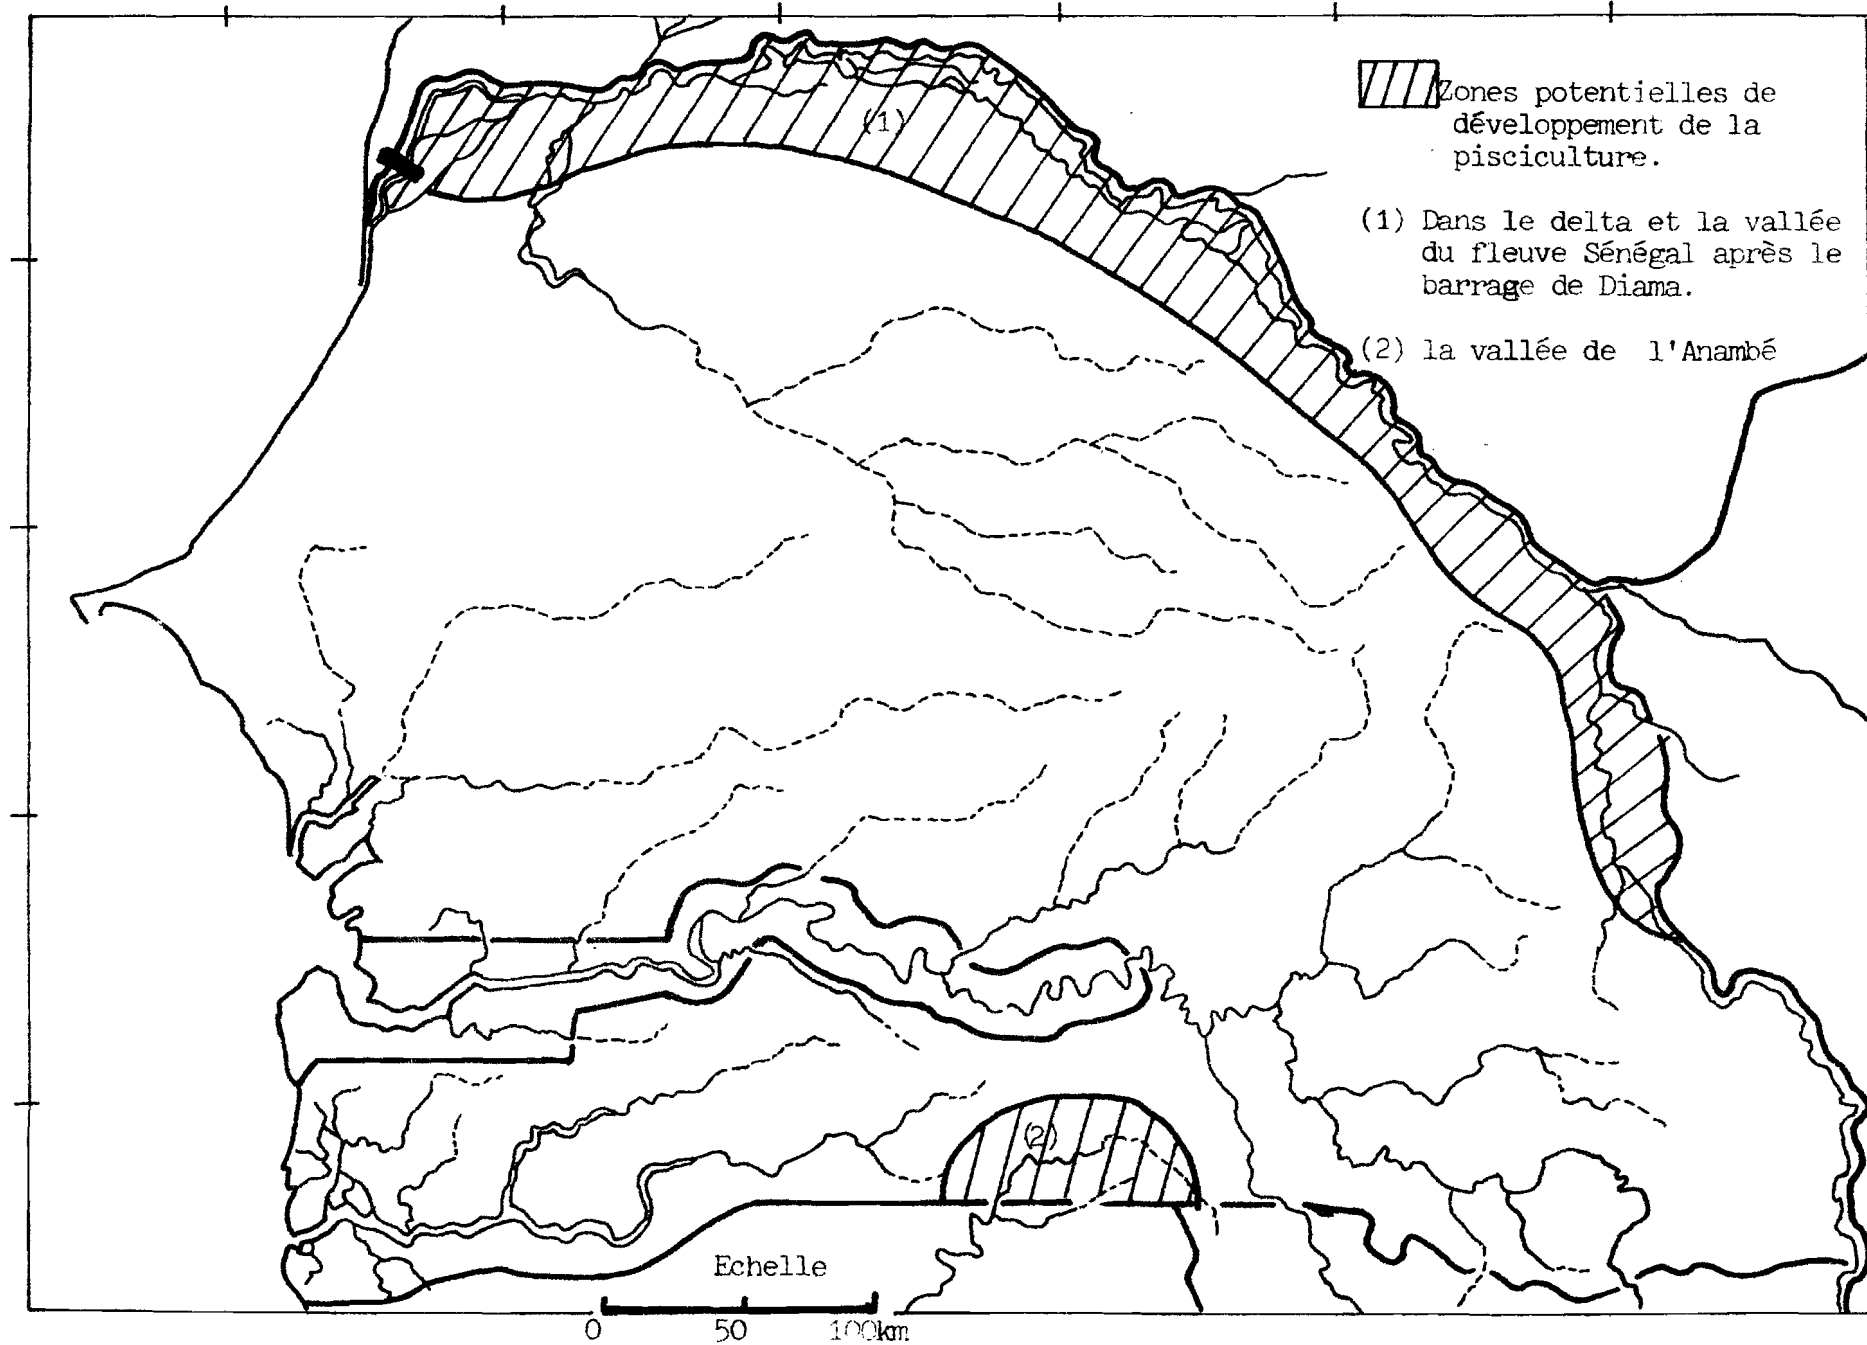 Zones potentielles de
développement de la
pisciculture.
(1) Dans le delta et la vallée
du fleuve Sénégal après le
barrage de Diama.
(2) la vallée de l'Anambé
(1)
(2)
Echelle
0 50 100km